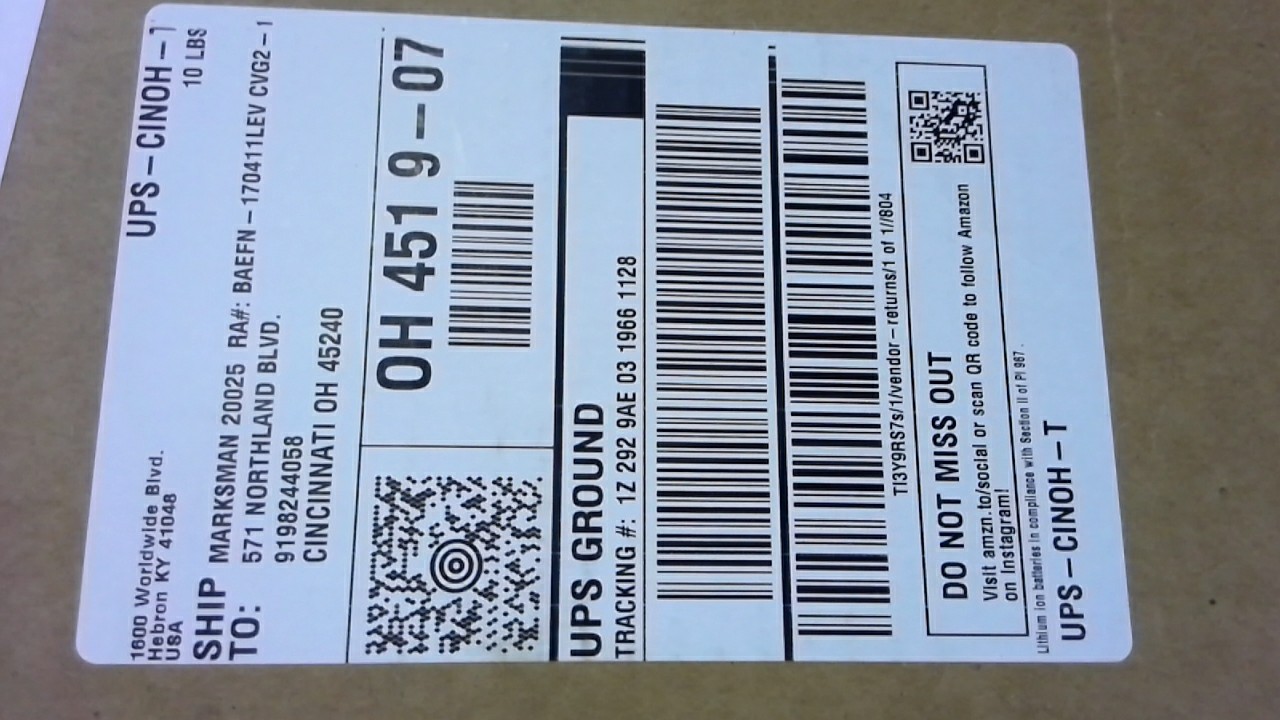 UPS-CINOH-1
10 LBS
1600 Worldwide Blvd.
Hebron KY 41048
USA
SHIP TO:
MARKSMAN 20025 RA#: BAEFN-170411LEV CVG2-1
571 NORTHLAND BLVD.
9198244058
CINCINNATI OH 45240
OH 451 9-07
UPS GROUND
TRACKING #: 1Z 292 9AE 03 1966 1128
TI3Y9RS7s/1/vendor-returns/1 of 1//804
DO NOT MISS OUT
Visit amzn.to/social or scan QR code to follow Amazon
on Instagram!
Lithium ion batteries in compliance with Section II of PI 967.
UPS-CINOH-T